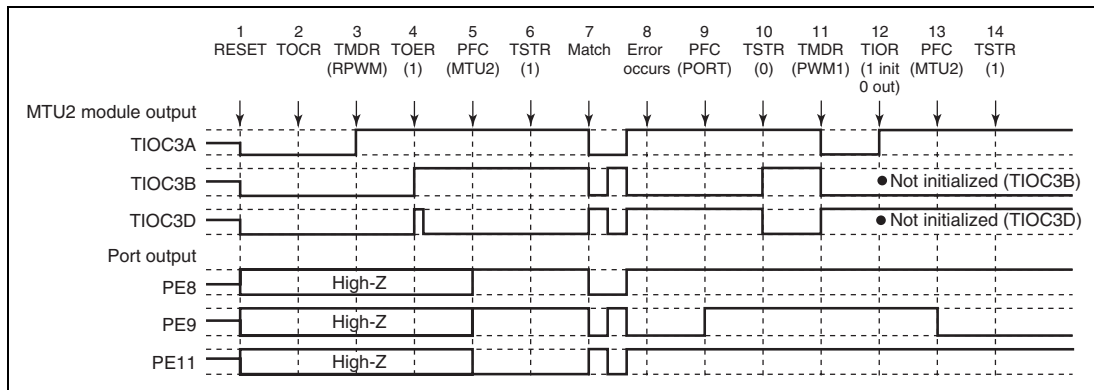 1 2 3 4 5 6 7 8 9 10 11 12 13 14
RESET TOCR TMDR TOER PFC TSTR Match Error PFC TSTR TMDR TIOR PFC TSTR
(RPWM) (1) (MTU2) (1) occurs (PORT) (0) (PWM1) (1 init (MTU2) (1)
0 out)
MTU2 module output
TIOC3A
TIOC3B
● Not initialized (TIOC3B)
TIOC3D
● Not initialized (TIOC3D)
Port output
PE8 High-Z
PE9 High-Z
PE11 High-Z